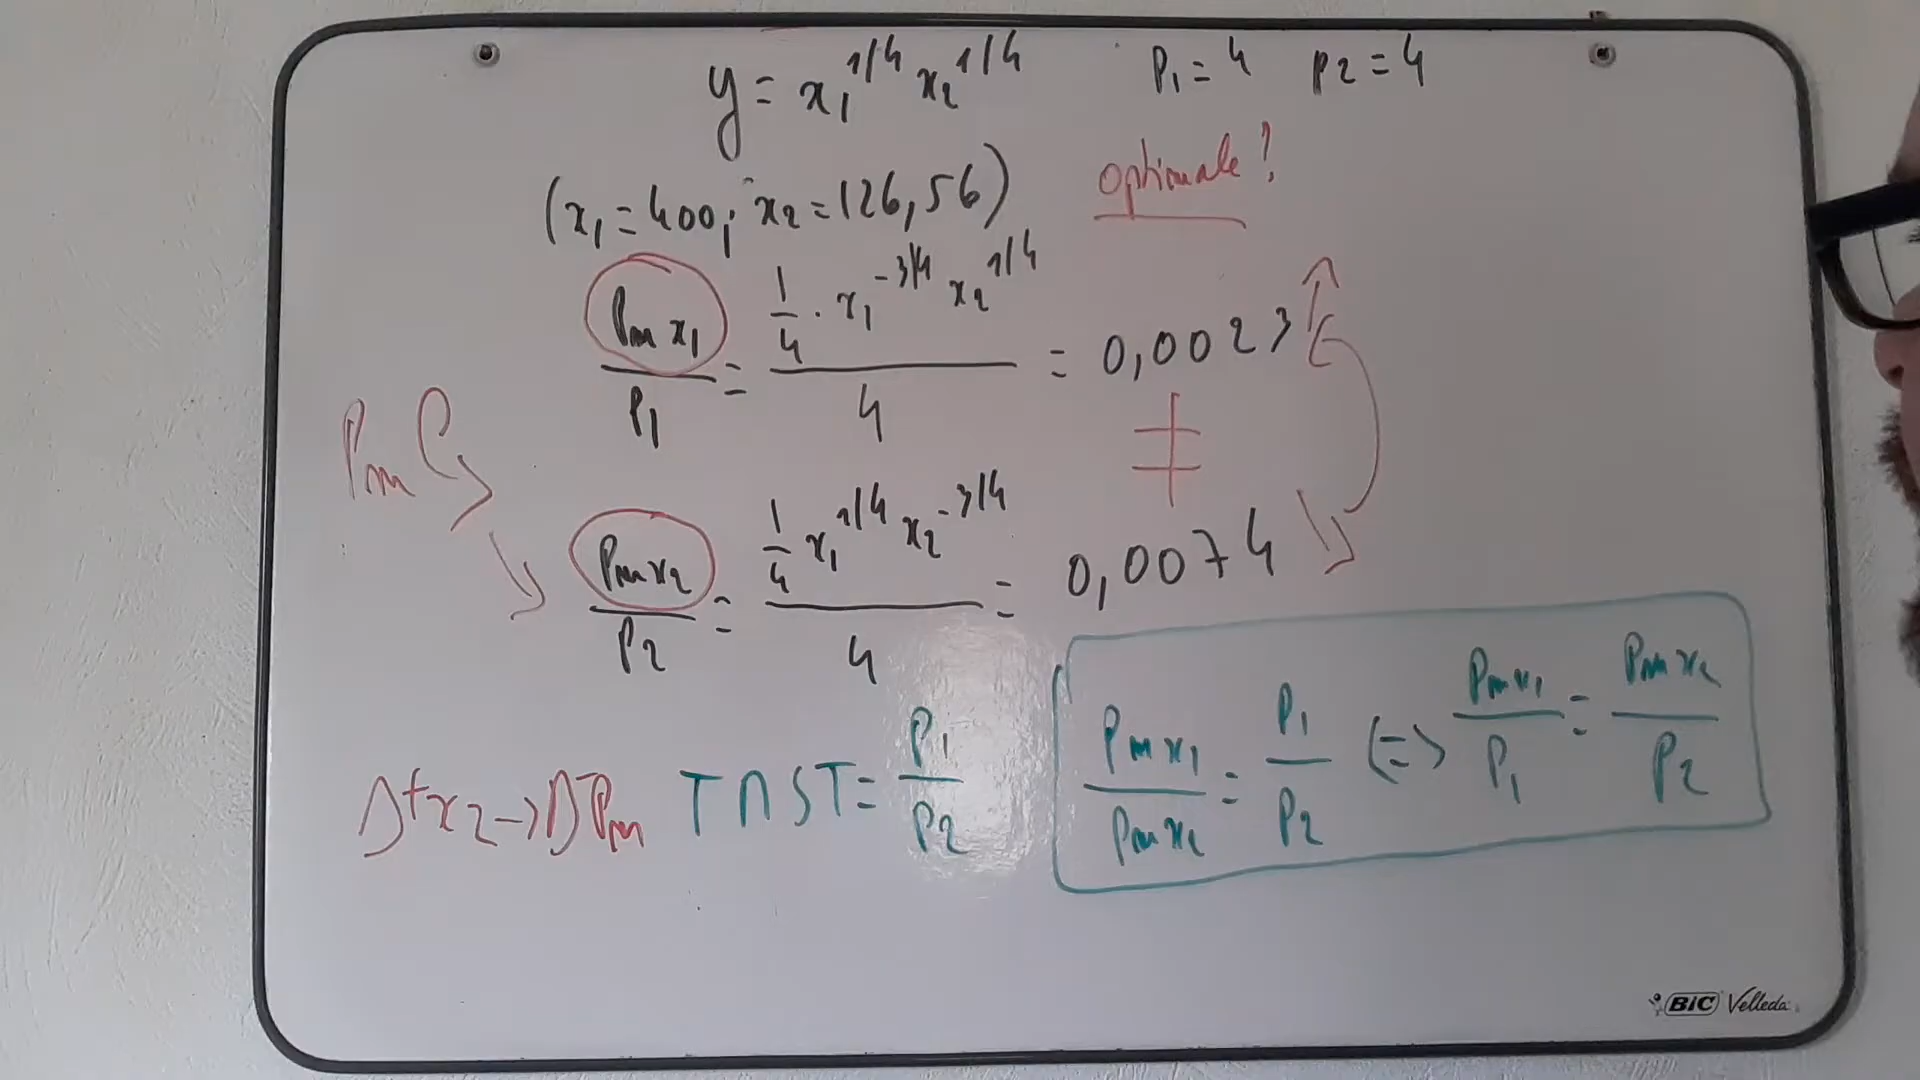 y = x₁^1/4 x₂^1/4 P₁ = 4 P₂ = 4
(x₁ = 400; x₂ = 126,56) optimale ?
Pm x₁ / P₁ = 1/4 · x₁^-3/4 x₂^1/4 / 4 = 0,0023
≠
Pm
Pm x₂ / P₂ = 1/4 x₁^1/4 x₂^-3/4 / 4 = 0,0074
Δ+x₂ → Δ-Pm TMST = P₁ / P₂
Pm x₁ / Pm x₂ = P₁ / P₂ <=> Pm x₁ / P₁ = Pm x₂ / P₂
BIC Velleda